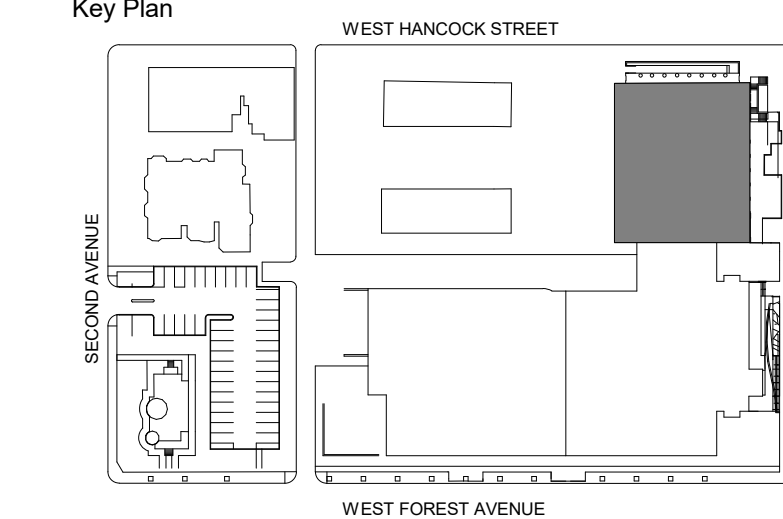 Key Plan
WEST HANCOCK STREET
SECOND AVENUE
WEST FOREST AVENUE